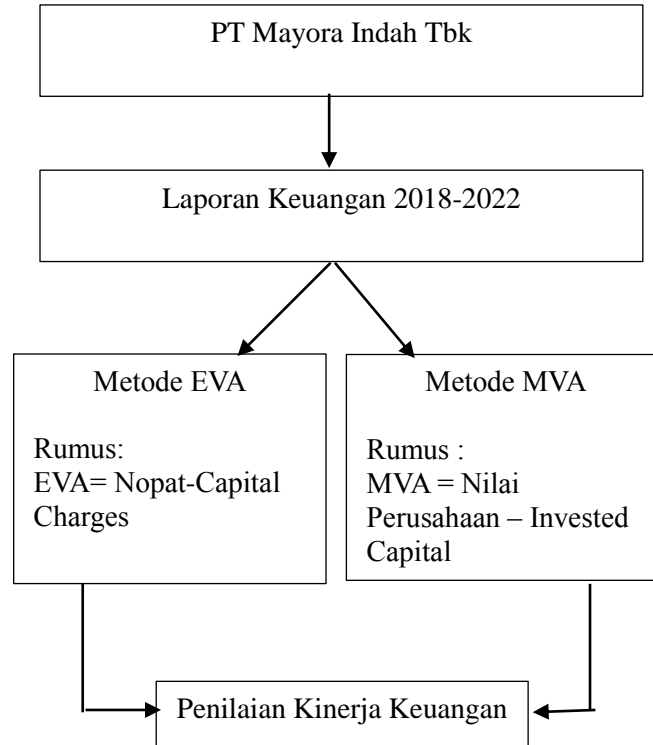 PT Mayora Indah Tbk
Laporan Keuangan 2018-2022
Metode EVA
Rumus:
EVA= Nopat-Capital
Charges
Metode MVA
Rumus :
MVA = Nilai
Perusahaan – Invested
Capital
Penilaian Kinerja Keuangan